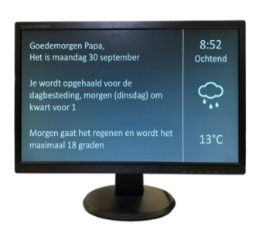 Goedemorgen Papa,
Het is maandag 30 september
Je wordt opgehaald voor de
dagbesteding, morgen (dinsdag) om
kwart voor 1
Morgen gaat het regenen en wordt het
maximaal 18 graden
8:52
Ochtend
13°C